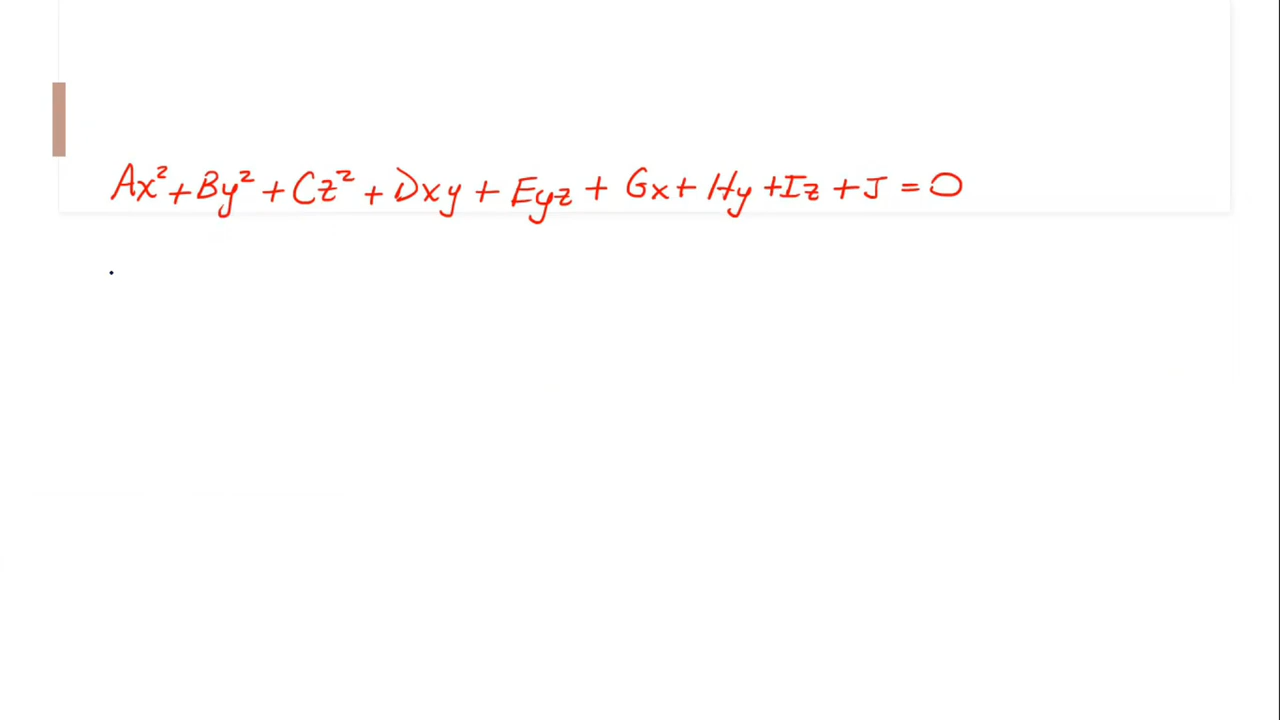 Ax² + By² + Cz² + Dxy + Eyz + Gx + Hy + Iz + J = 0